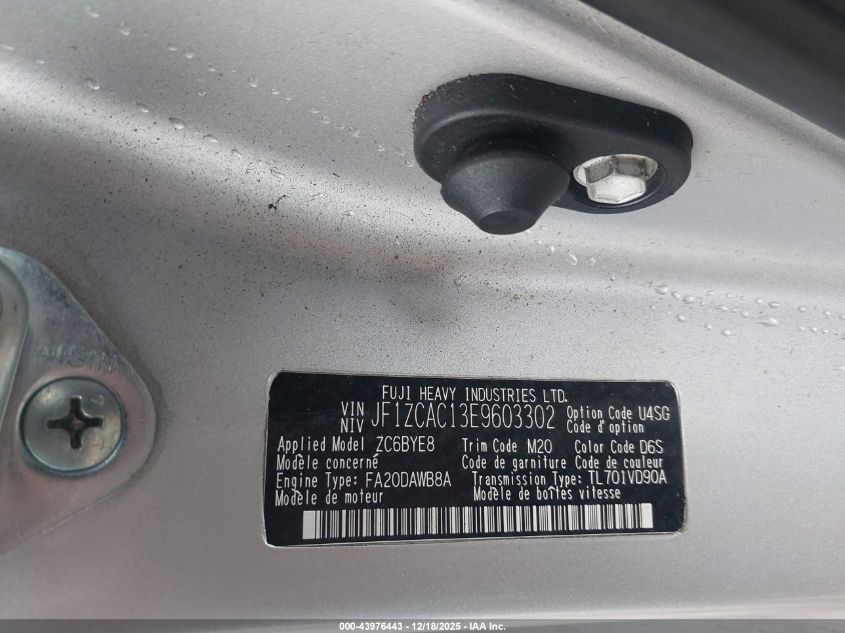 AISIN
FUJI HEAVY INDUSTRIES LTD.
VIN NIV JF1ZCAC13E9603302 Option Code U4SG
Code d'option
Applied Model ZC6BYE8 Trim Code M20 Color Code D6S
Modèle concerné Code de garniture Code de couleur
Engine Type: FA20DAWB8A Transmission Type: TL701VD90A
Modèle de moteur Modèle de boîtes vitesse
000-43976443 - 12/18/2025 - IAA Inc.